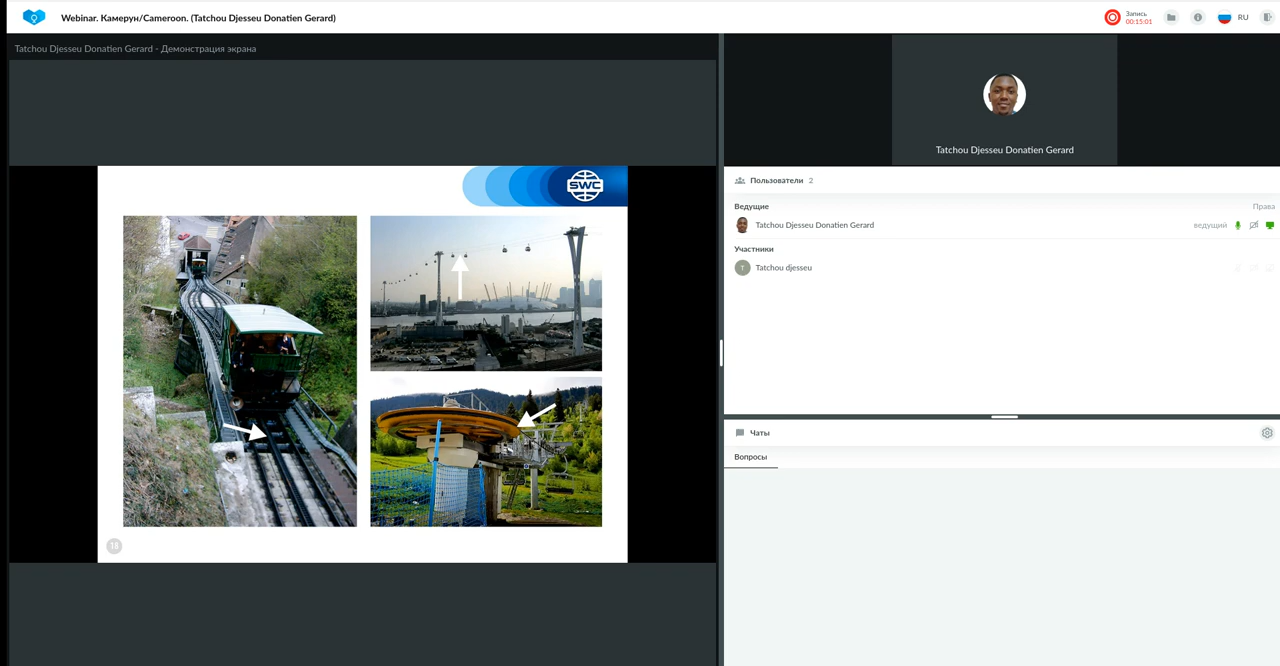 Webinar. Камерун/Cameroon. (Tatchou Djesseu Donatien Gerard)
Запись
00:15:01
RU
Tatchou Djesseu Donatien Gerard - Демонстрация экрана
SWC
18
Tatchou Djesseu Donatien Gerard
Пользователи 2
Ведущие Права
Tatchou Djesseu Donatien Gerard ведущий
Участники
T Tatchou djesseu
Чаты
Вопросы